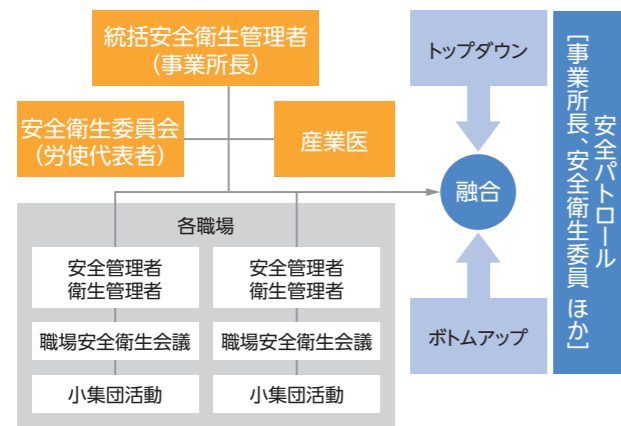 統括安全衛生管理者
（事業所長）
安全衛生委員会
（労使代表者）
産業医
各職場
安全管理者
衛生管理者
職場安全衛生会議
小集団活動
安全管理者
衛生管理者
職場安全衛生会議
小集団活動
トップダウン
融合
ボトムアップ
安全パトロール
［事業所長、安全衛生委員 ほか］